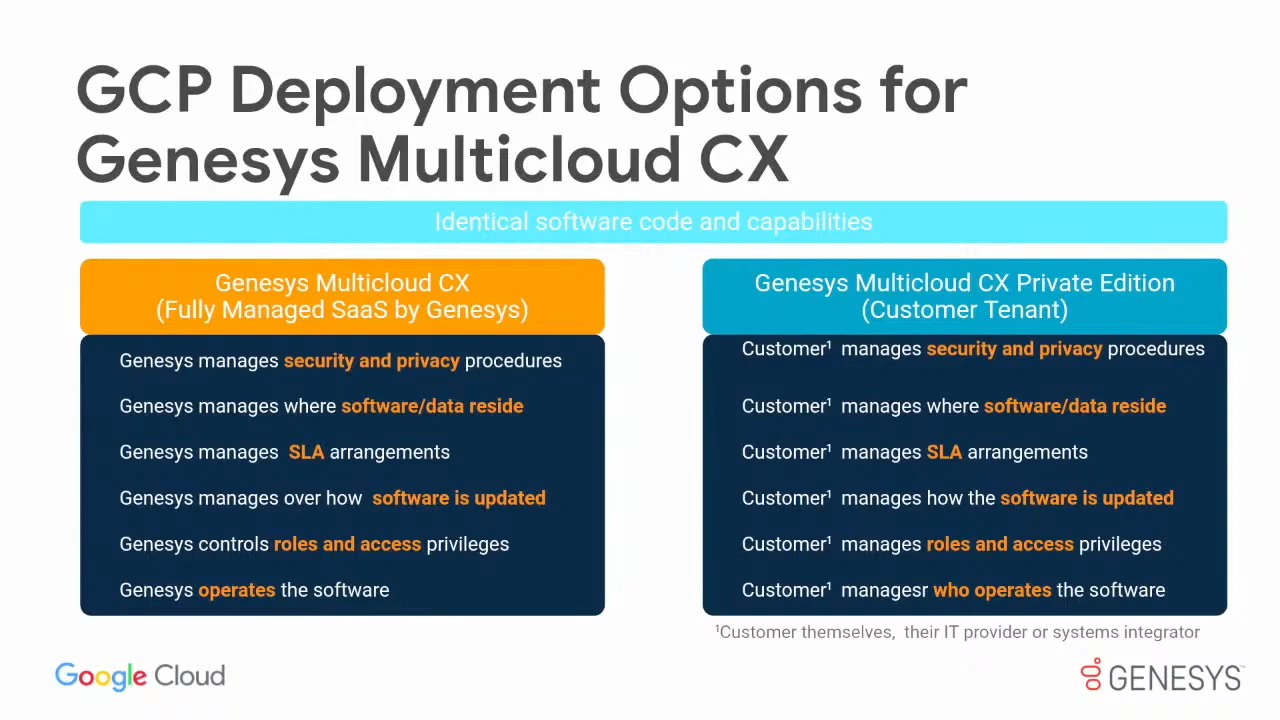 GCP Deployment Options for
Genesys Multicloud CX
Identical software code and capabilities
Genesys Multicloud CX
(Fully Managed SaaS by Genesys)
Genesys manages security and privacy procedures
Genesys manages where software/data reside
Genesys manages SLA arrangements
Genesys manages over how software is updated
Genesys controls roles and access privileges
Genesys operates the software
Genesys Multicloud CX Private Edition
(Customer Tenant)
Customer¹ manages security and privacy procedures
Customer¹ manages where software/data reside
Customer¹ manages SLA arrangements
Customer¹ manages how the software is updated
Customer¹ manages roles and access privileges
Customer¹ managesr who operates the software
¹Customer themselves, their IT provider or systems integrator
Google Cloud
GENESYS™